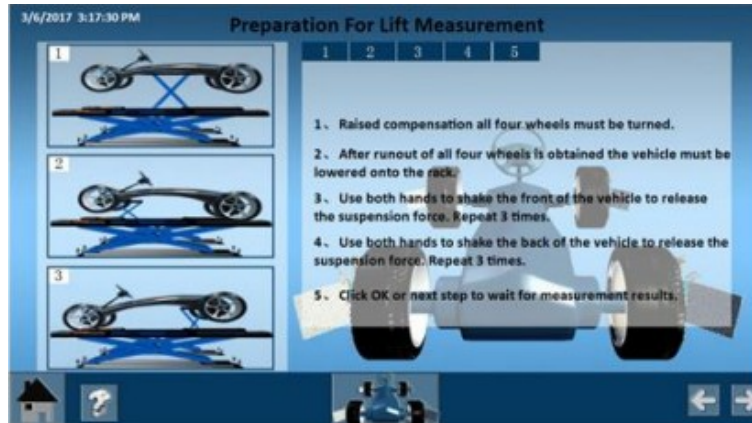 3/6/2017 3:17:30 PM
Preparation For Lift Measurement
1
2
3
1 2 3 4 5
1、Raised compensation all four wheels must be turned.
2、After runout of all four wheels is obtained the vehicle must be
lowered onto the rack.
3、Use both hands to shake the front of the vehicle to release
the suspension force. Repeat 3 times.
4、Use both hands to shake the back of the vehicle to release the
suspension force. Repeat 3 times.
5、Click OK or next step to wait for measurement results.
?